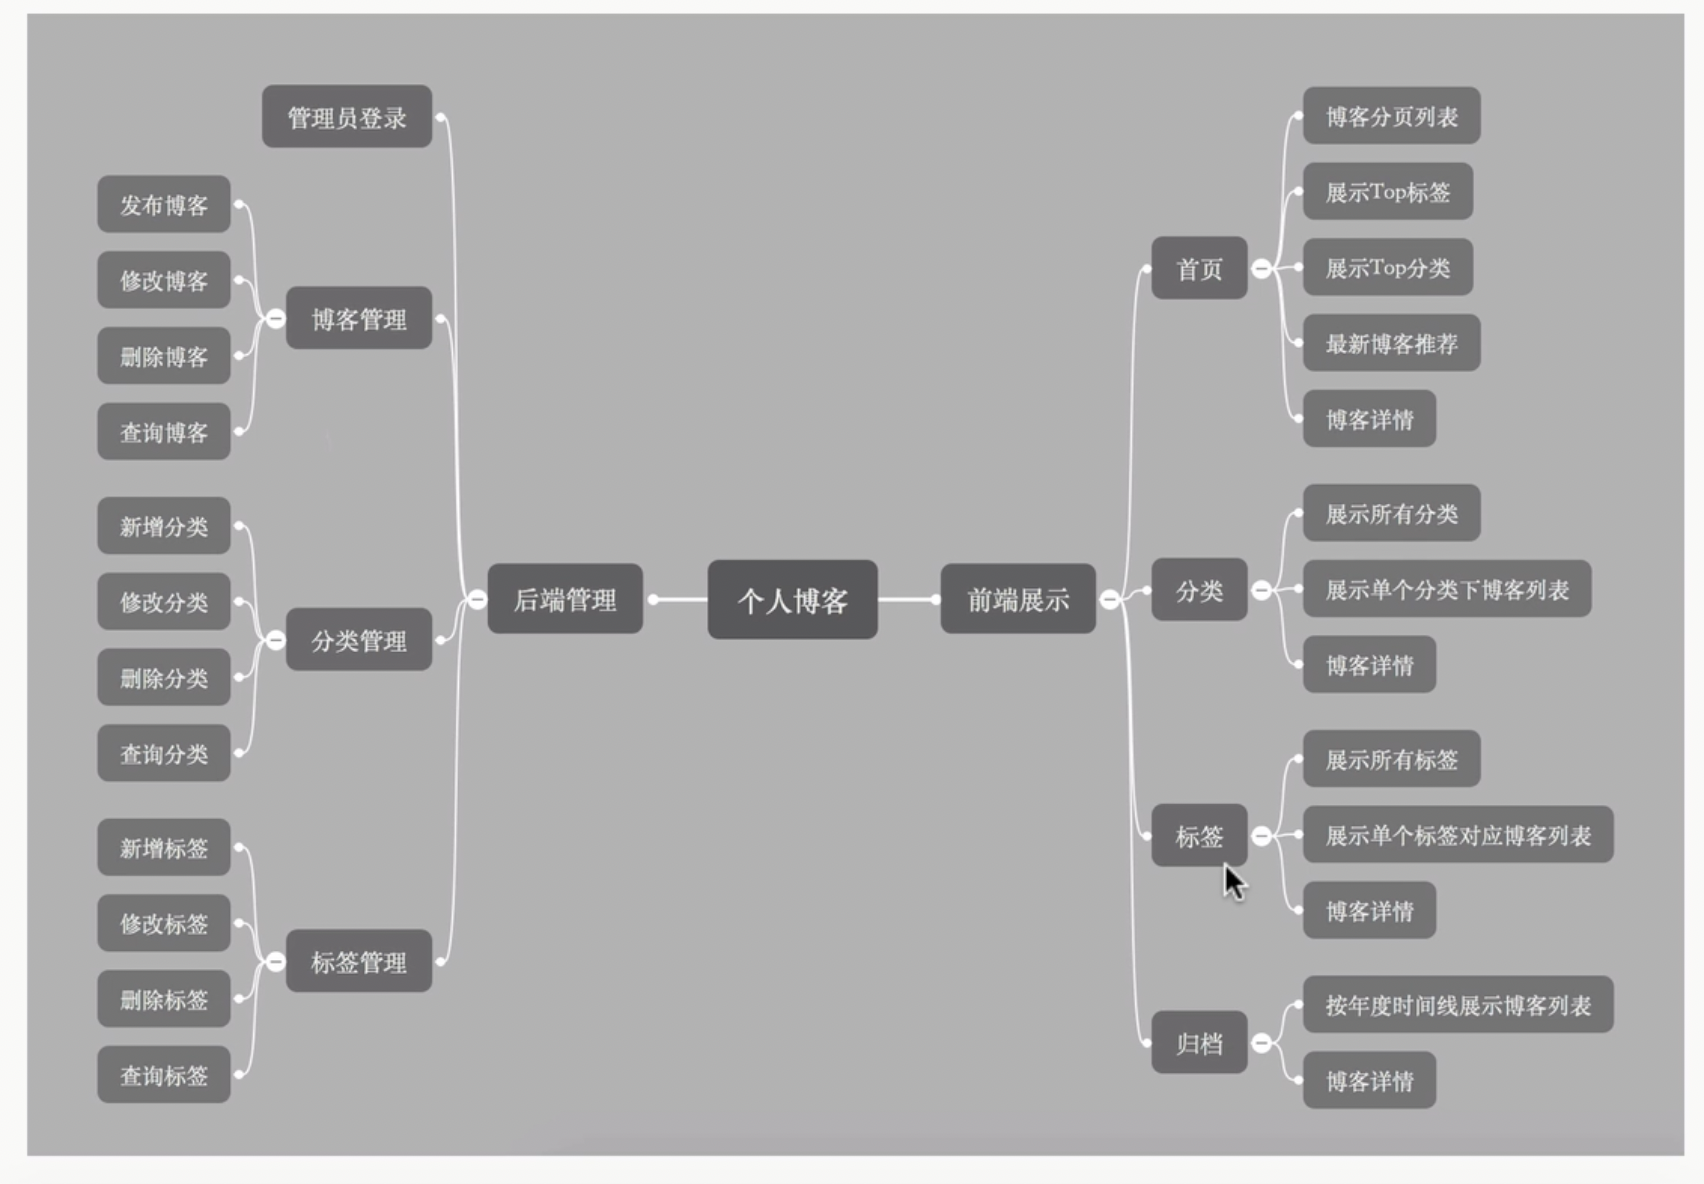 个人博客
后端管理
管理员登录
博客管理
发布博客
修改博客
删除博客
查询博客
分类管理
新增分类
修改分类
删除分类
查询分类
标签管理
新增标签
修改标签
删除标签
查询标签
前端展示
首页
博客分页列表
展示Top标签
展示Top分类
最新博客推荐
博客详情
分类
展示所有分类
展示单个分类下博客列表
博客详情
标签
展示所有标签
展示单个标签对应博客列表
博客详情
归档
按年度时间线展示博客列表
博客详情